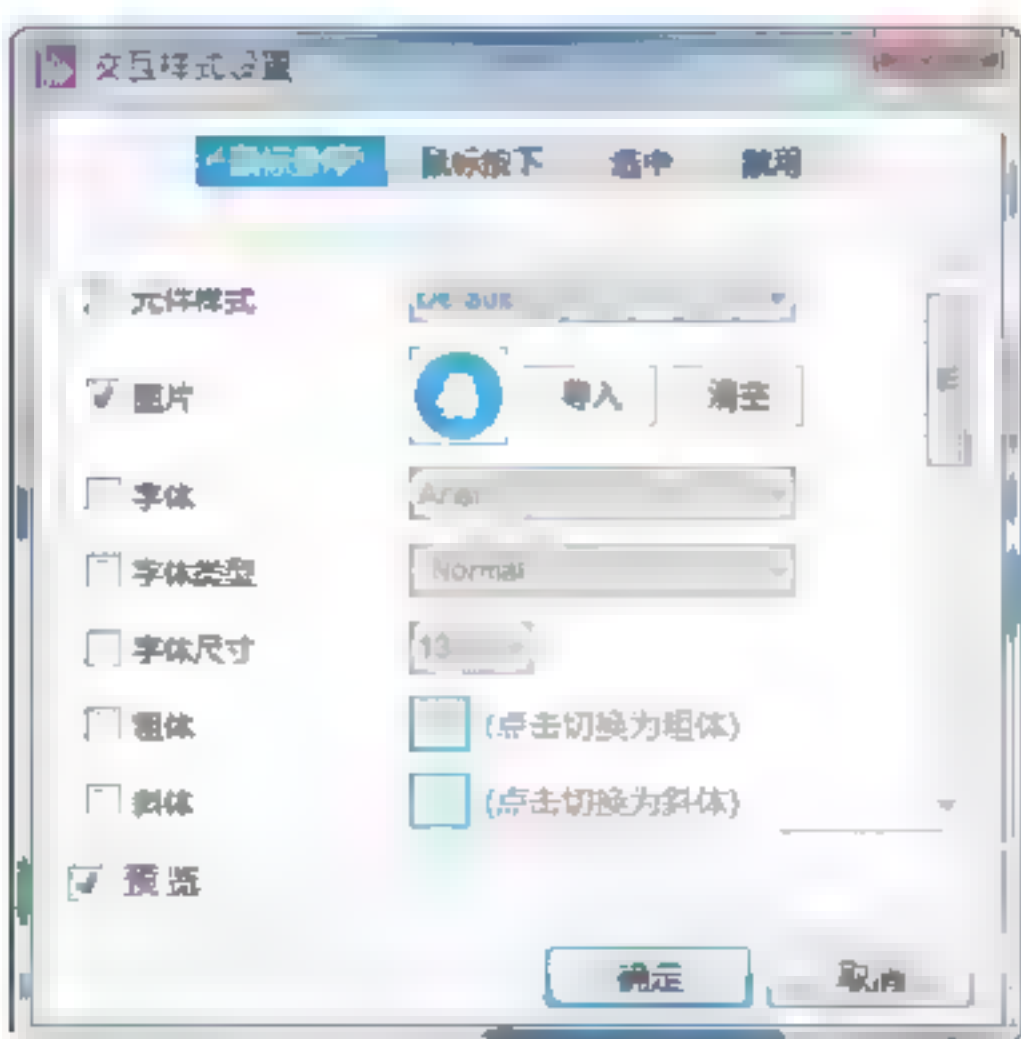 交互样式设置
鼠标悬停 鼠标按下 选中 禁用
元件样式 Default
图片 导入 清空
字体 Arial
字体类型 Normal
字体尺寸 13
粗体 (点击切换为粗体)
斜体 (点击切换为斜体)
预览
确定 取消